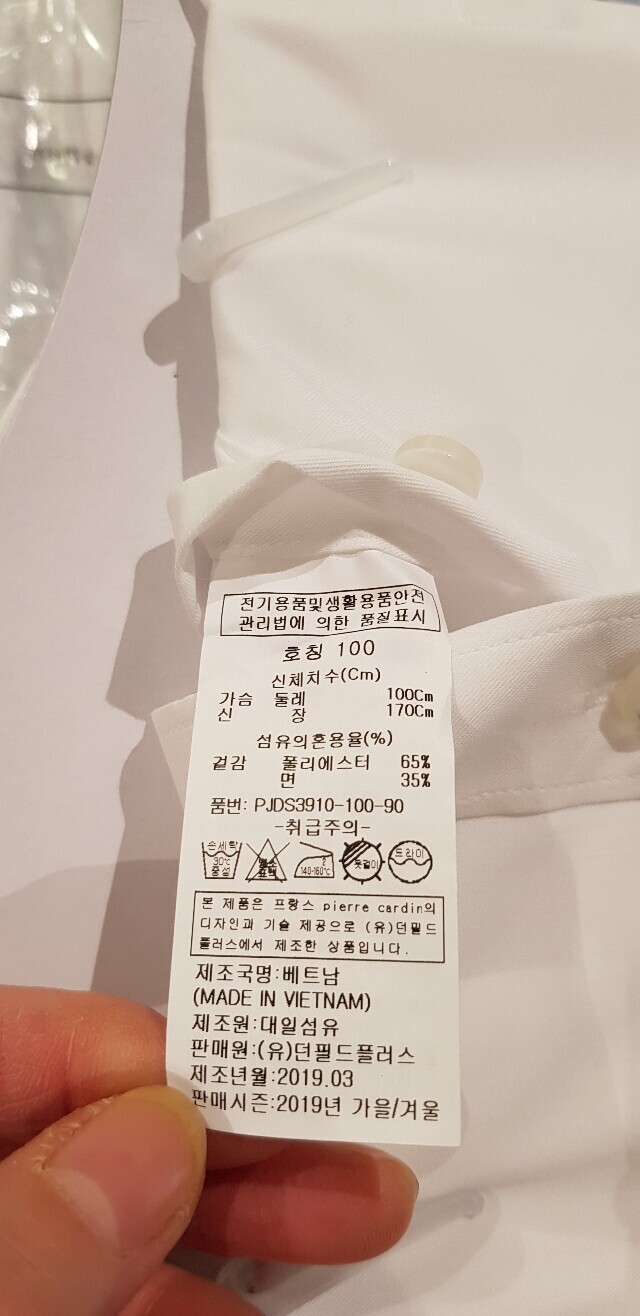 전기용품및생활용품안전
관리법에 의한 품질표시
호칭 100
신체치수(Cm)
가슴 둘레 100Cm
신 장 170Cm
섬유의혼용율(%)
겉감 폴리에스터 65%
면 35%
품번: PJDS3910-100-90
-취급주의-
손세탁
30℃
중성
염소
표백
2
140-160℃
옷걸이
드라이
본 제품은 프랑스 pierre cardin의
디자인과 기술 제공으로 (유)던필드
플러스에서 제조한 상품입니다.
제조국명:베트남
(MADE IN VIETNAM)
제조원:대일섬유
판매원:(유)던필드플러스
제조년월:2019.03
판매시즌:2019년 가을/겨울